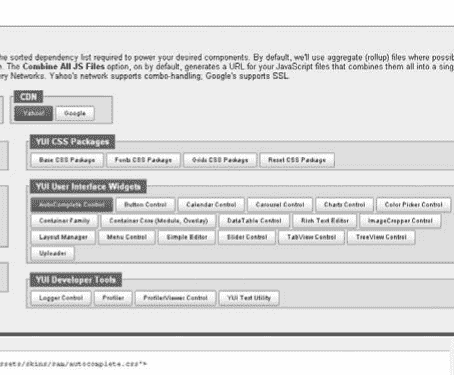 he sorted dependency list required to power your desired components. By default, we'll use aggregate (rollup) files where possib
. The Combine All JS Files option, on by default, generates a URL for your JavaScript files that combines them all into a sing
ery Networks. Yahoo's network supports combo-handling; Google's supports SSL.
CDN
Yahoo! Google
YUI CSS Packages
Base CSS Package Fonts CSS Package Grids CSS Package Reset CSS Package
YUI User Interface Widgets
AutoComplete Control Button Control Calendar Control Carousel Control Charts Control Color Picker Control
Container Family Container Core (Module, Overlay) DataTable Control Rich Text Editor ImageCropper Control
Layout Manager Menu Control Simple Editor Slider Control TabView Control TreeView Control
Uploader
YUI Developer Tools
Logger Control Profiler ProfilerViewer Control YUI Test Utility
ssets/skins/sam/autocomplete.css">